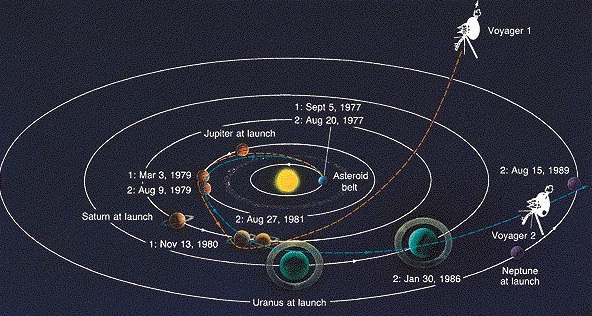 Voyager 1
1: Sept 5, 1977
2: Aug 20, 1977
Jupiter at launch
1: Mar 3, 1979
2: Aug 9, 1979
Asteroid
belt
2: Aug 15, 1989
Saturn at launch
2: Aug 27, 1981
1: Nov 13, 1980
Voyager 2
2: Jan 30, 1986
Neptune
at launch
Uranus at launch